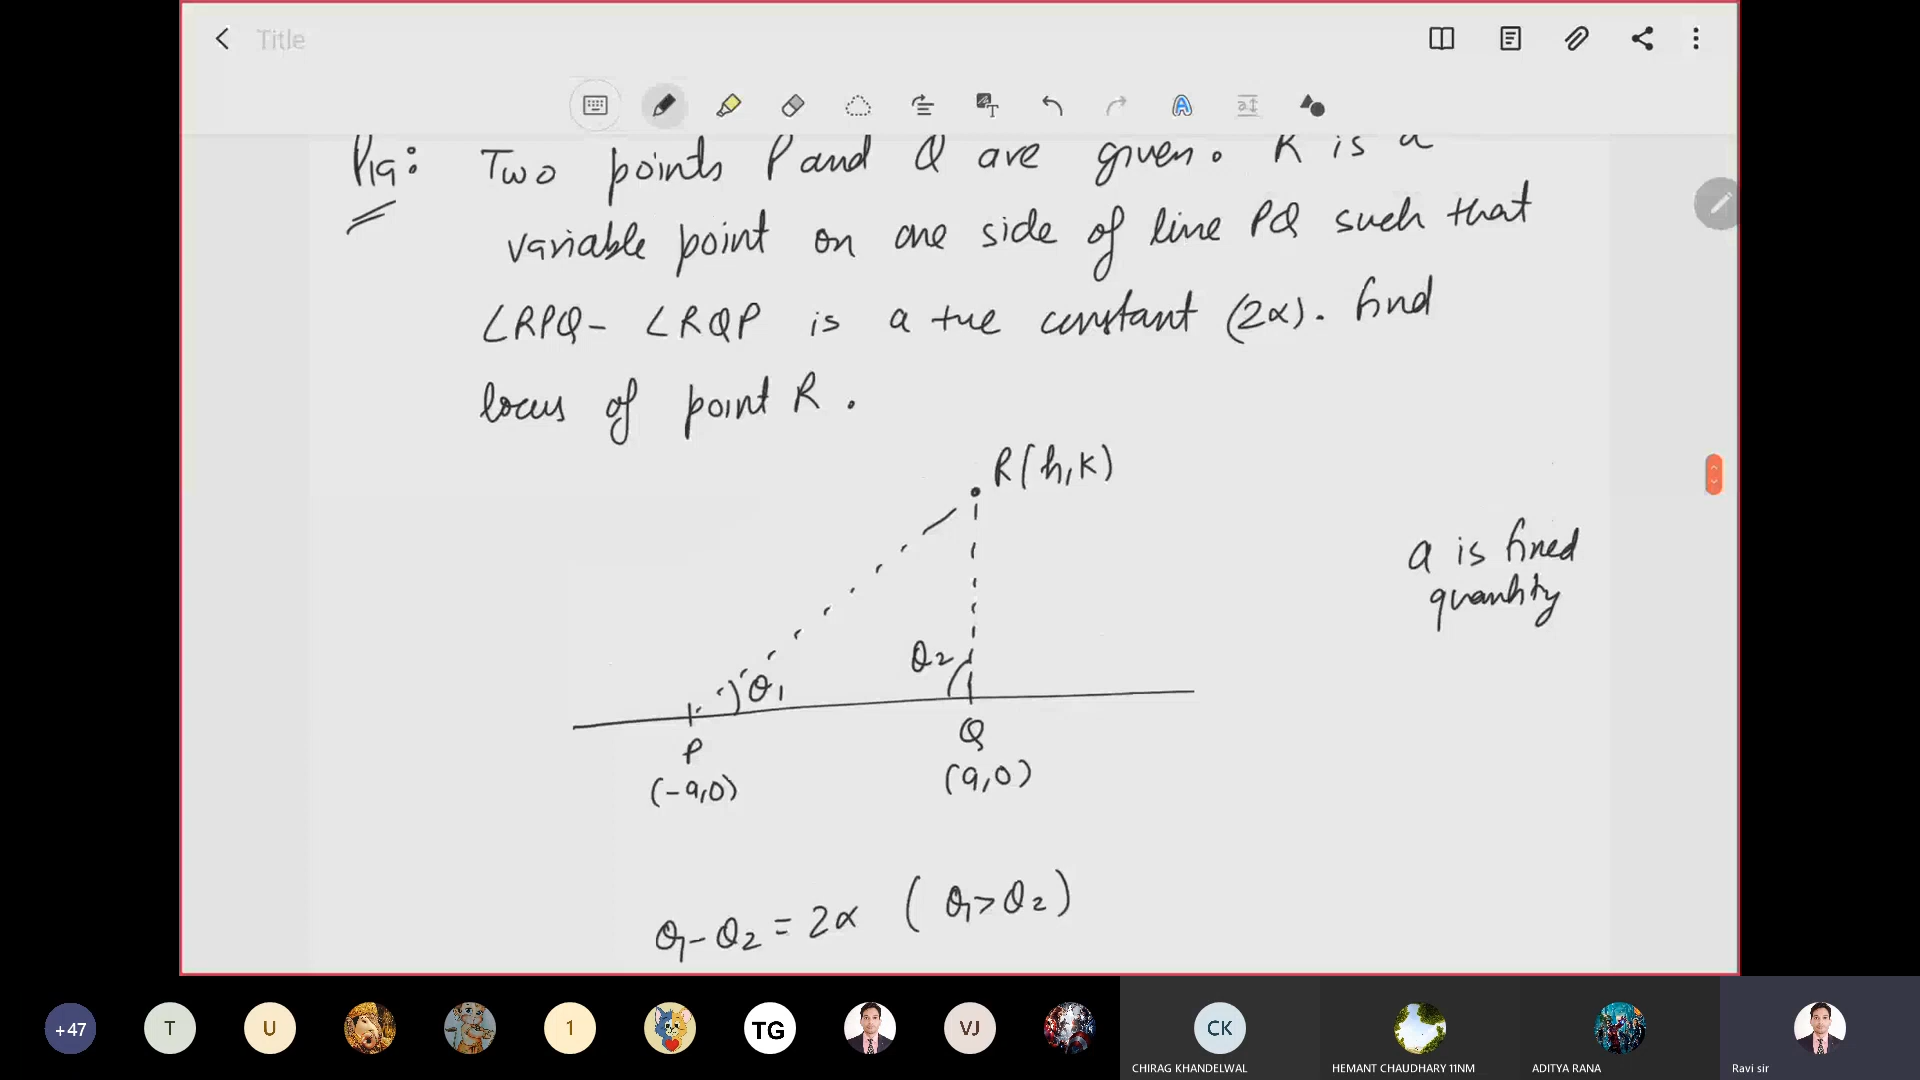 Title
P19: Two points P and Q are given. R is a
variable point on one side of line PQ such that
∠RPQ - ∠RQP is a +ve constant (2α). find
locus of point R.
R(h,k)
a is fined
quantity
θ2
θ1
P
Q
(-a,0)
(a,0)
θ1 - θ2 = 2α (θ1 > θ2)
+47
T
U
1
TG
VJ
CK
CHIRAG KHANDELWAL
HEMANT CHAUDHARY 11NM
ADITYA RANA
Ravi sir